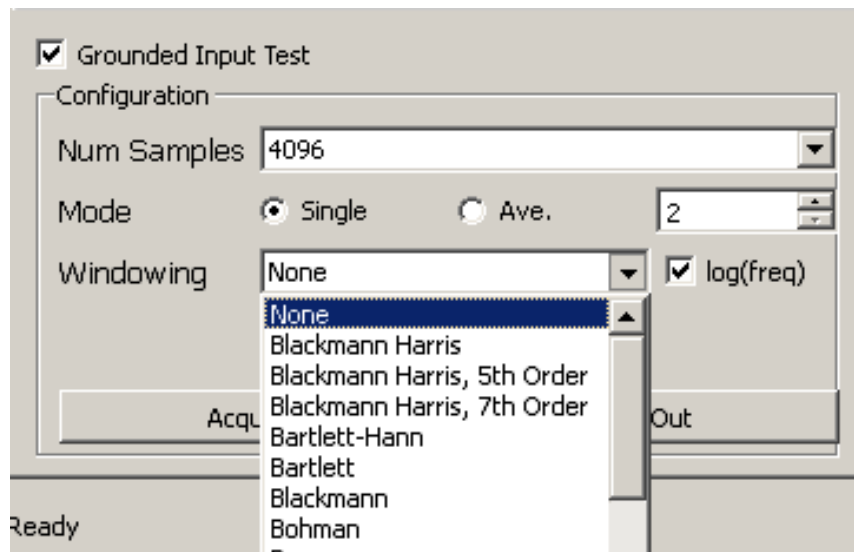 Grounded Input Test
Configuration
Num Samples 4096
Mode Single Ave. 2
Windowing None log(freq)
None
Blackmann Harris
Blackmann Harris, 5th Order
Blackmann Harris, 7th Order
Acqu Out
Bartlett-Hann
Bartlett
Blackmann
Ready
Bohman